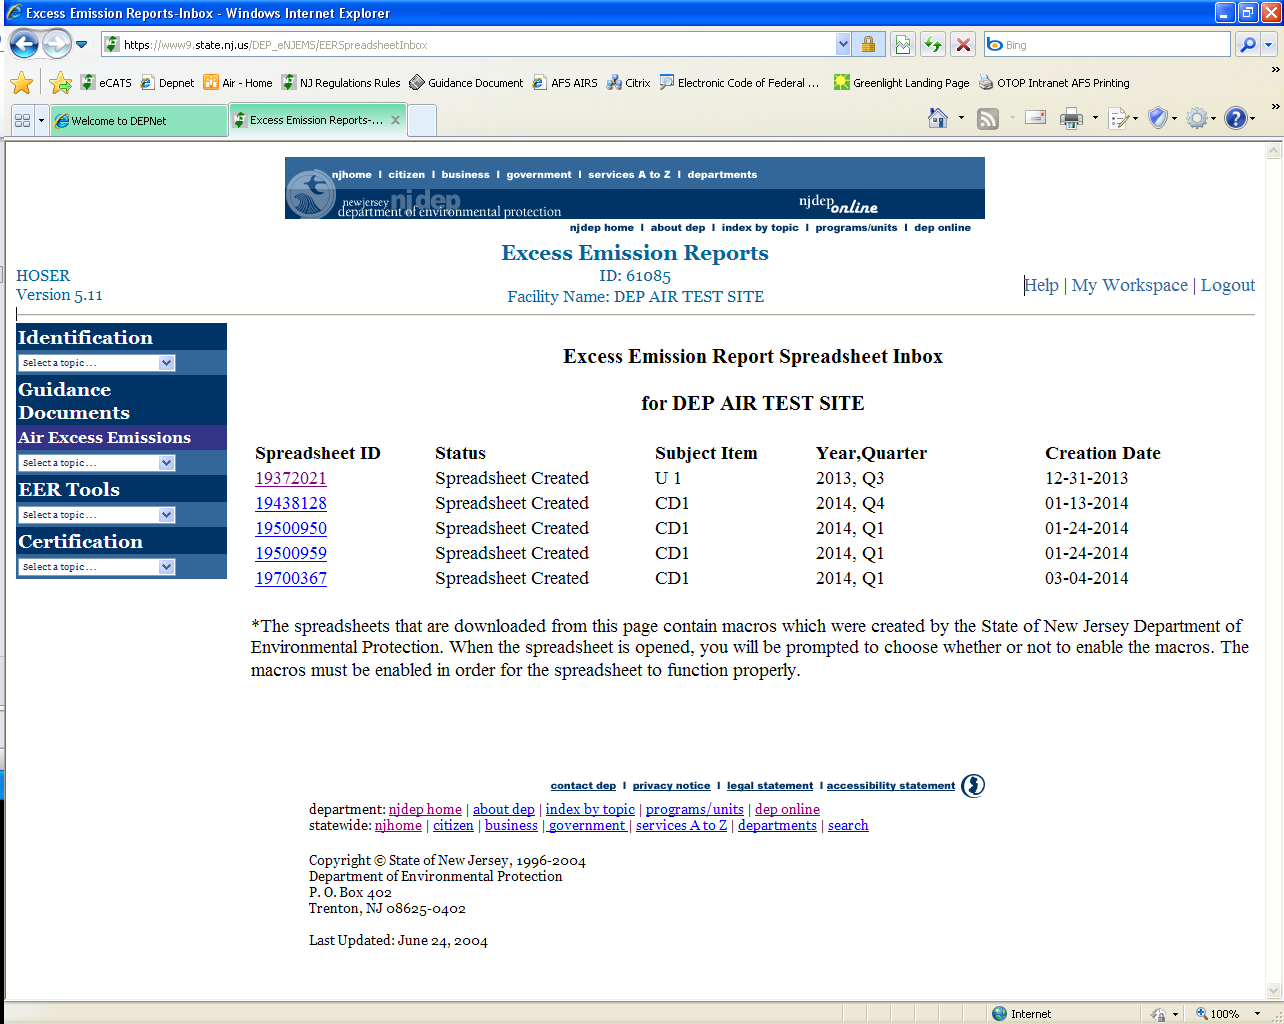 Excess Emission Reports-Inbox - Windows Internet Explorer
https://www9.state.nj.us/DEP_eNJEMS/EERSpreadsheetInbox
Bing
eCATS Depnet Air - Home NJ Regulations Rules Guidance Document AFS AIRS Citrix Electronic Code of Federal ... Greenlight Landing Page OTOP Intranet AFS Printing
Welcome to DEPNet Excess Emission Reports-...
njhome | citizen | business | government | services A to Z | departments
newjersey njdep
department of environmental protection
njdep online
njdep home | about dep | index by topic | programs/units | dep online
Excess Emission Reports
ID: 61085
Facility Name: DEP AIR TEST SITE
HOSER
Version 5.11
Help | My Workspace | Logout
Identification
Select a topic ...
Guidance
Documents
Air Excess Emissions
Select a topic ...
EER Tools
Select a topic ...
Certification
Select a topic ...
Excess Emission Report Spreadsheet Inbox
for DEP AIR TEST SITE
Spreadsheet ID Status Subject Item Year,Quarter Creation Date
19372021 Spreadsheet Created U 1 2013, Q3 12-31-2013
19438128 Spreadsheet Created CD1 2014, Q4 01-13-2014
19500950 Spreadsheet Created CD1 2014, Q1 01-24-2014
19500959 Spreadsheet Created CD1 2014, Q1 01-24-2014
19700367 Spreadsheet Created CD1 2014, Q1 03-04-2014
*The spreadsheets that are downloaded from this page contain macros which were created by the State of New Jersey Department of
Environmental Protection. When the spreadsheet is opened, you will be prompted to choose whether or not to enable the macros. The
macros must be enabled in order for the spreadsheet to function properly.
contact dep | privacy notice | legal statement | accessibility statement
department: njdep home | about dep | index by topic | programs/units | dep online
statewide: njhome | citizen | business | government | services A to Z | departments | search
Copyright © State of New Jersey, 1996-2004
Department of Environmental Protection
P. O. Box 402
Trenton, NJ 08625-0402
Last Updated: June 24, 2004
Internet
100%